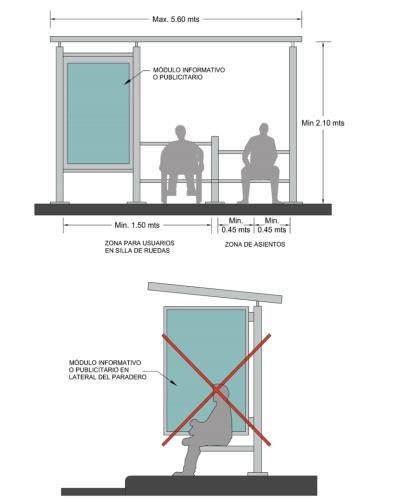 Max. 5.60 mts
MÓDULO INFORMATIVO
O PUBLICITARIO
Min 2.10 mts
Min. 1.50 mts
Min.
0.45 mts
Min.
0.45 mts
ZONA PARA USUARIOS
EN SILLA DE RUEDAS
ZONA DE ASIENTOS
MÓDULO INFORMATIVO
O PUBLICITARIO EN
LATERAL DEL PARADERO